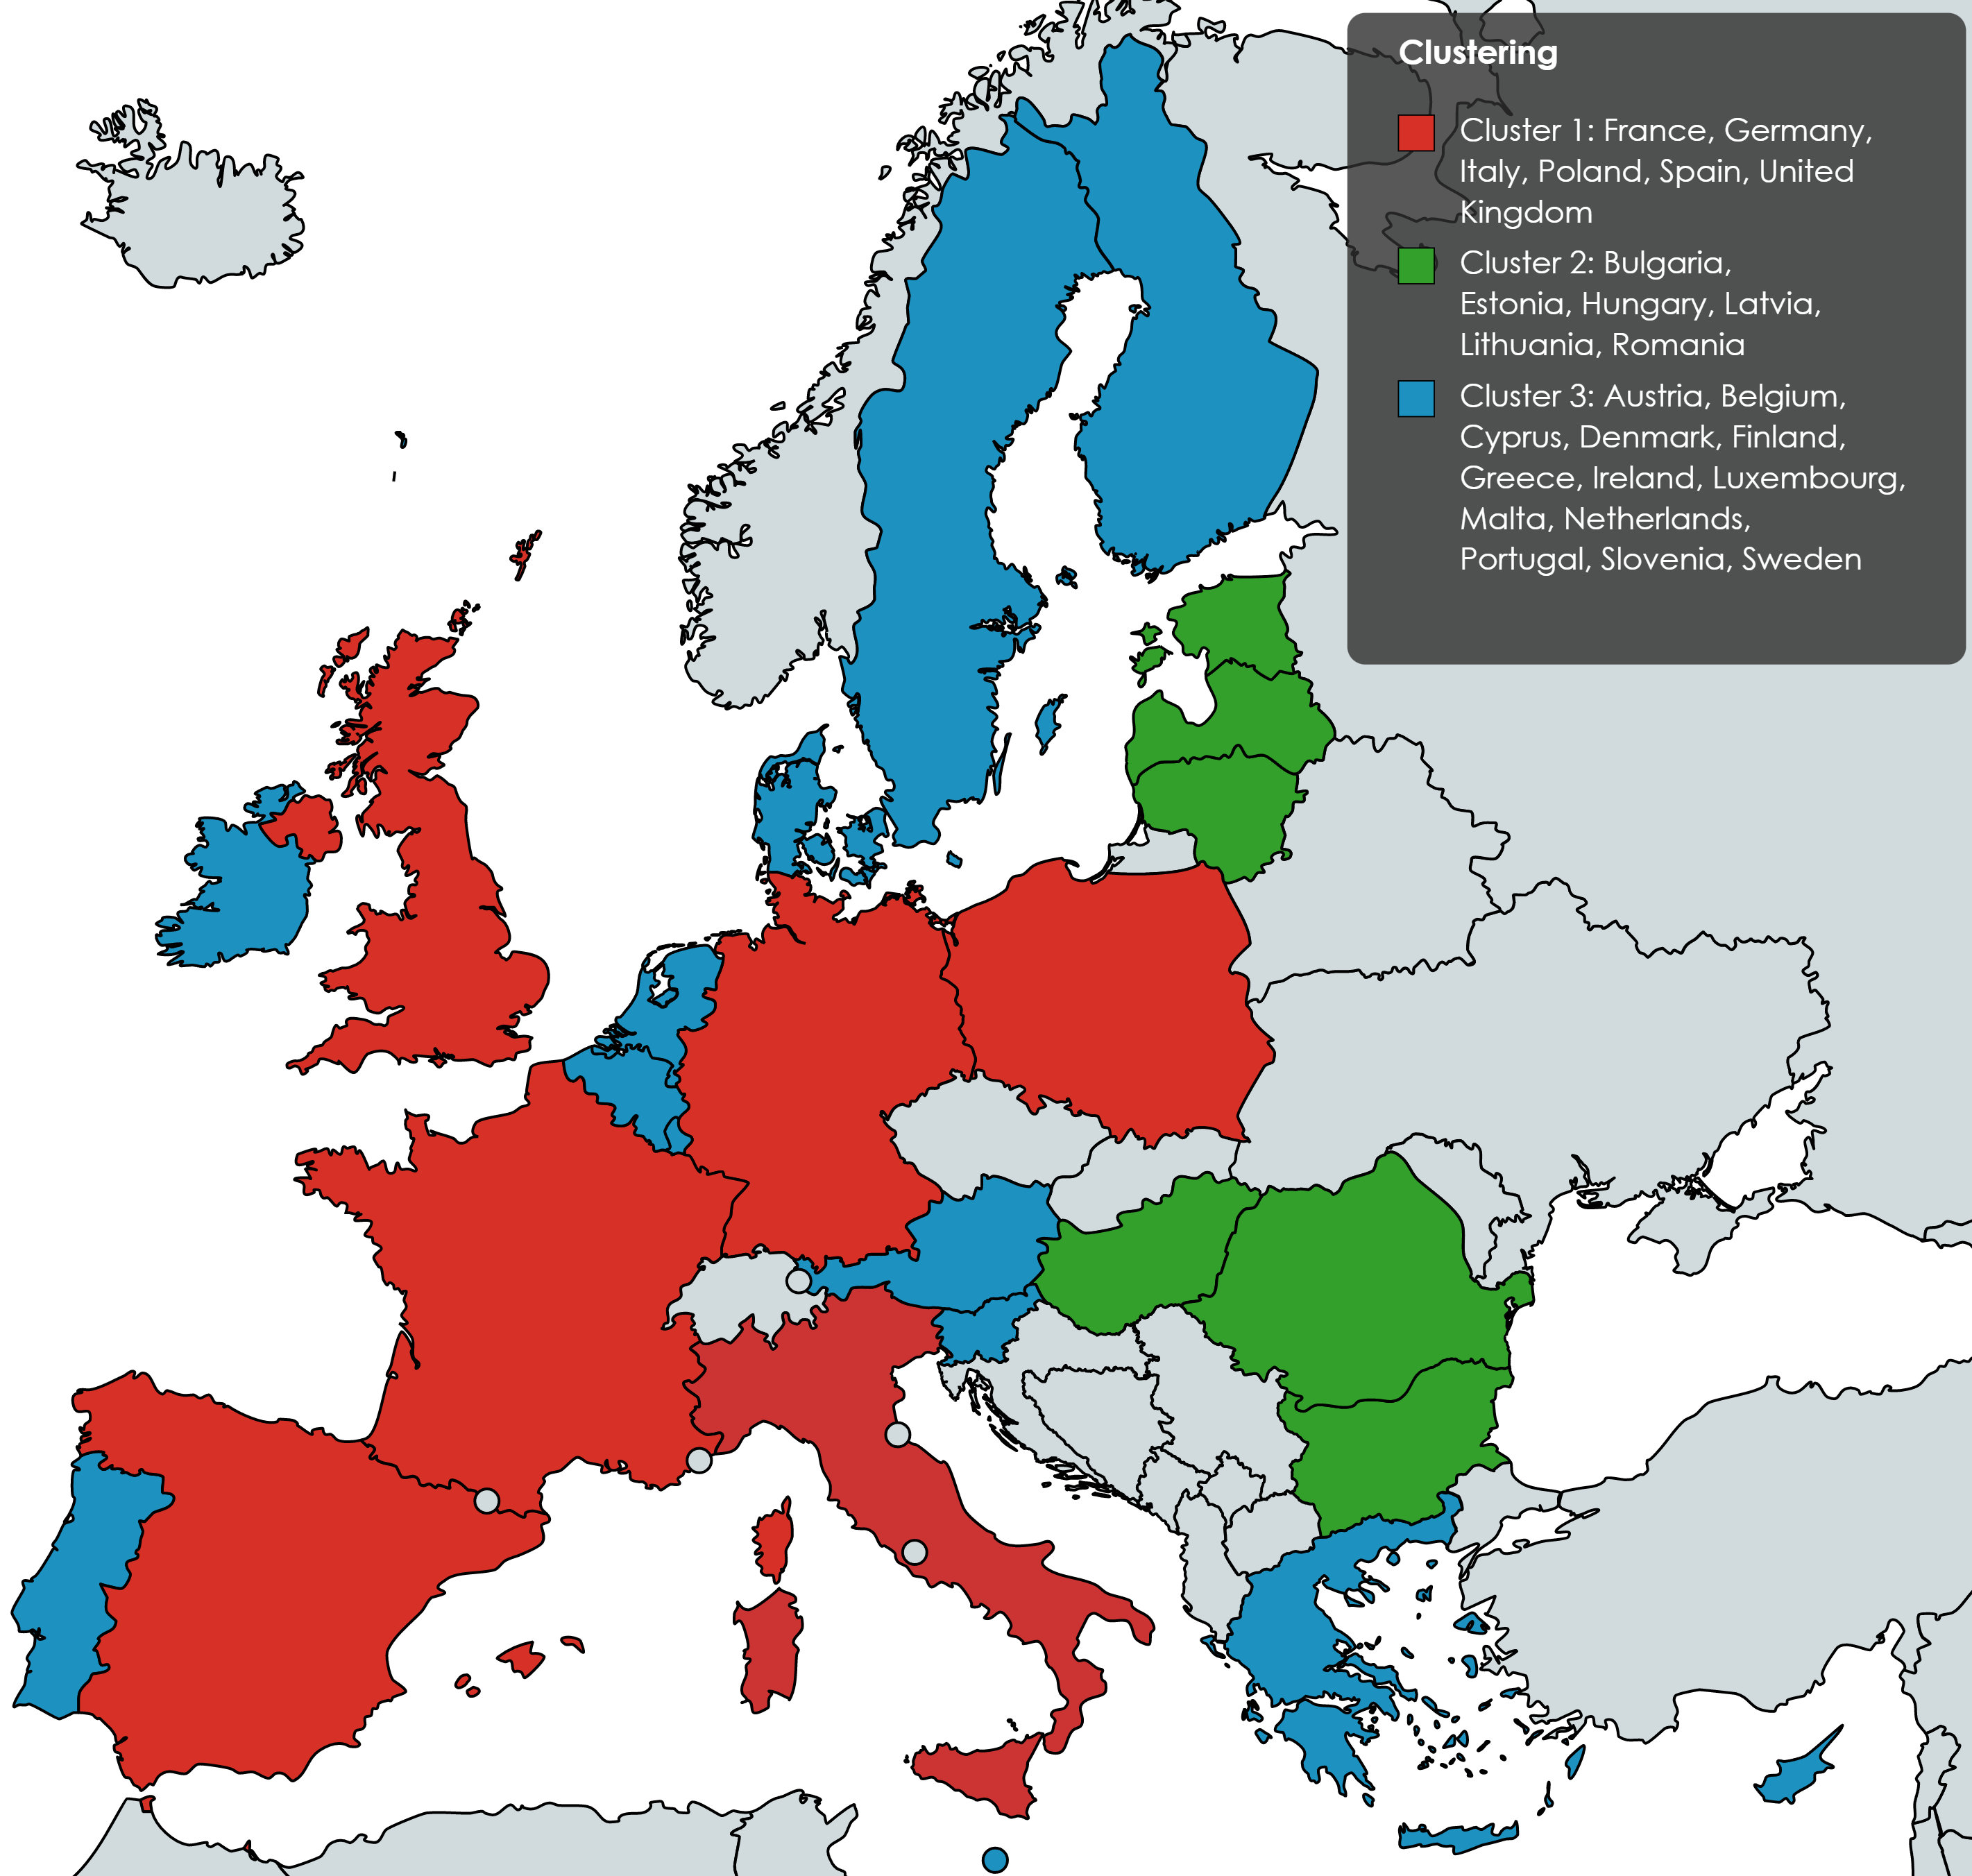 Clustering
Cluster 1: France, Germany,
Italy, Poland, Spain, United
Kingdom
Cluster 2: Bulgaria,
Estonia, Hungary, Latvia,
Lithuania, Romania
Cluster 3: Austria, Belgium,
Cyprus, Denmark, Finland,
Greece, Ireland, Luxembourg,
Malta, Netherlands,
Portugal, Slovenia, Sweden